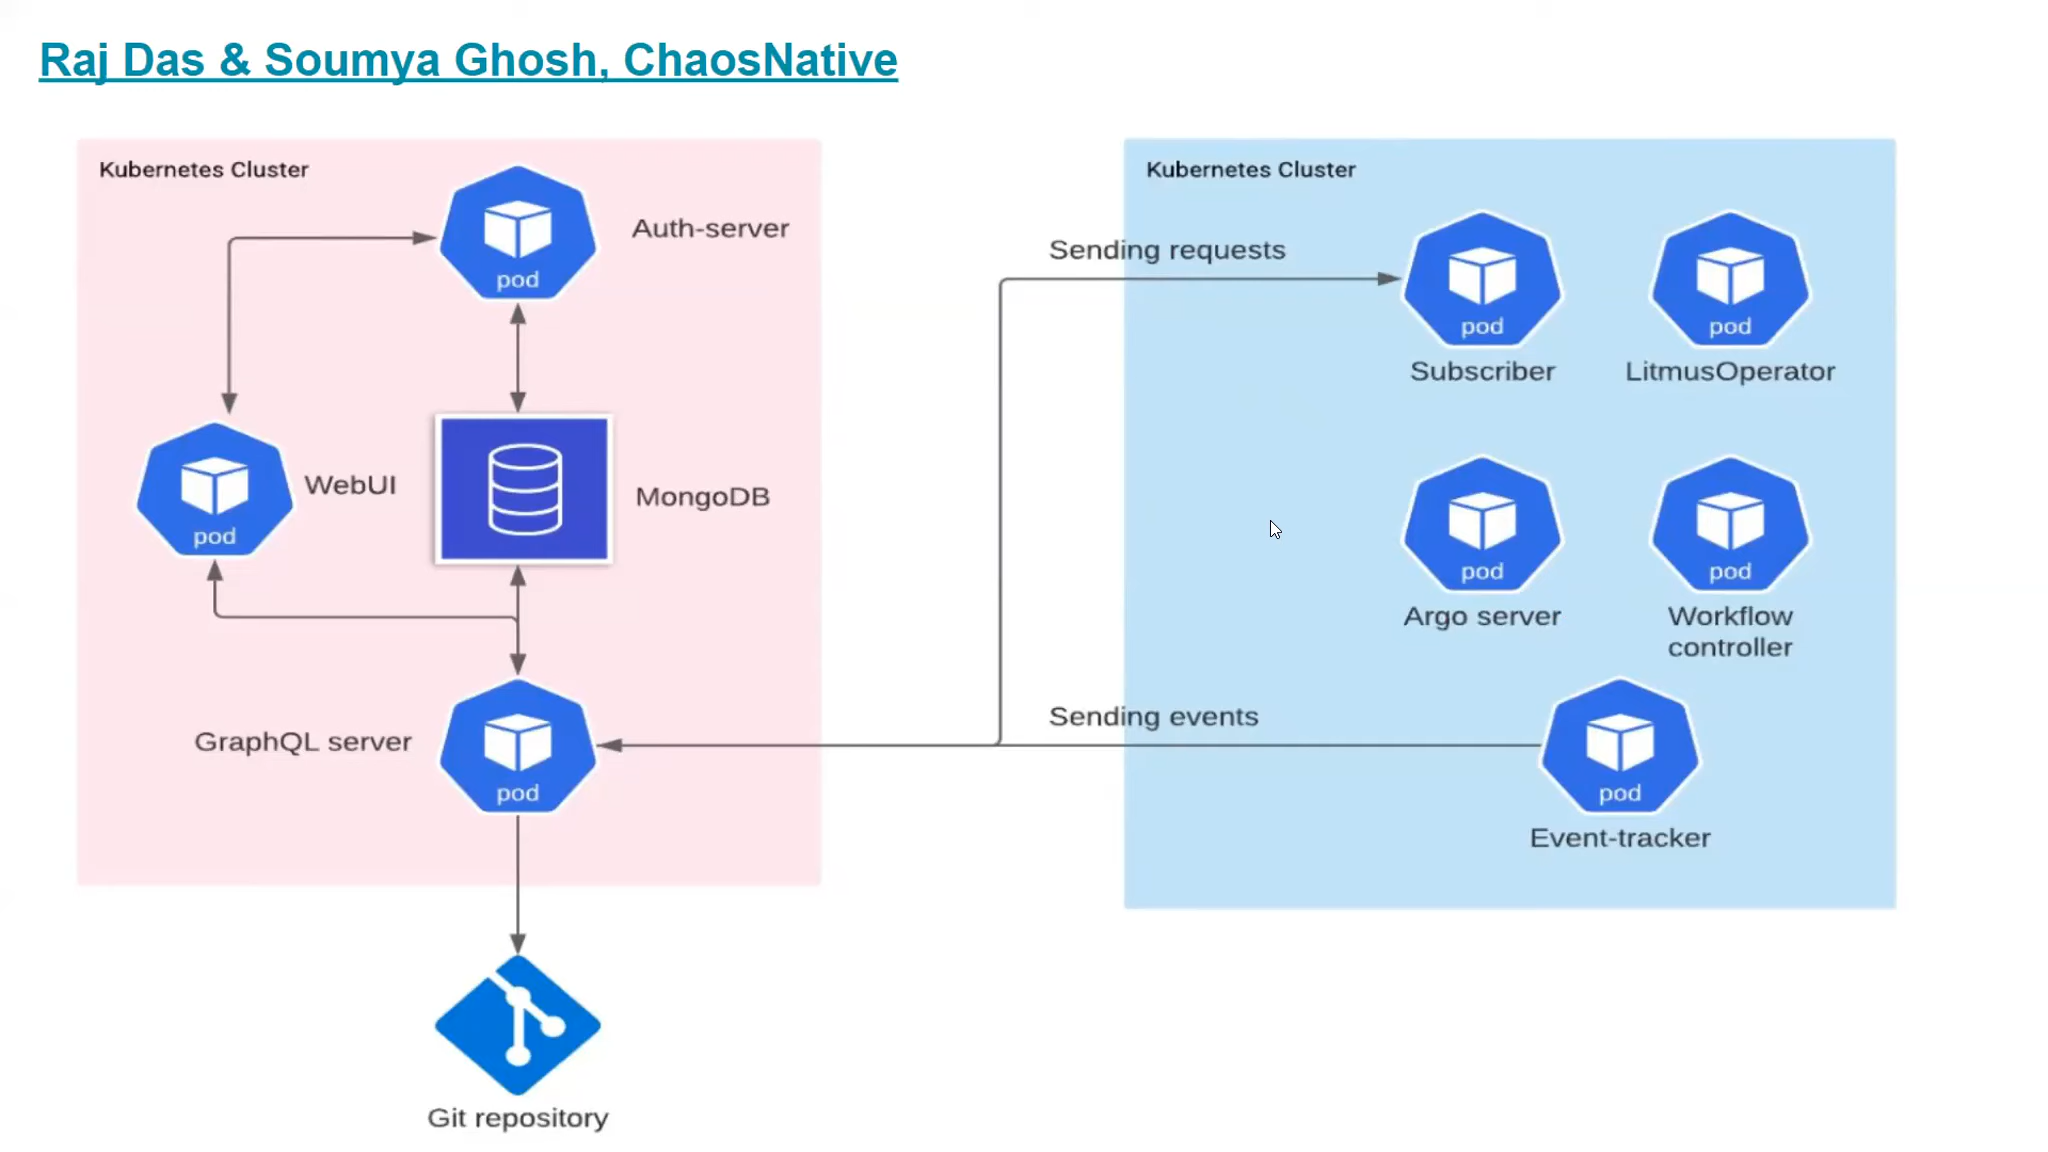 Raj Das & Soumya Ghosh, ChaosNative
Kubernetes Cluster
pod
Auth-server
pod
WebUI
MongoDB
GraphQL server
pod
Git repository
Sending requests
Sending events
Kubernetes Cluster
pod
Subscriber
pod
LitmusOperator
pod
Argo server
pod
Workflow
controller
pod
Event-tracker